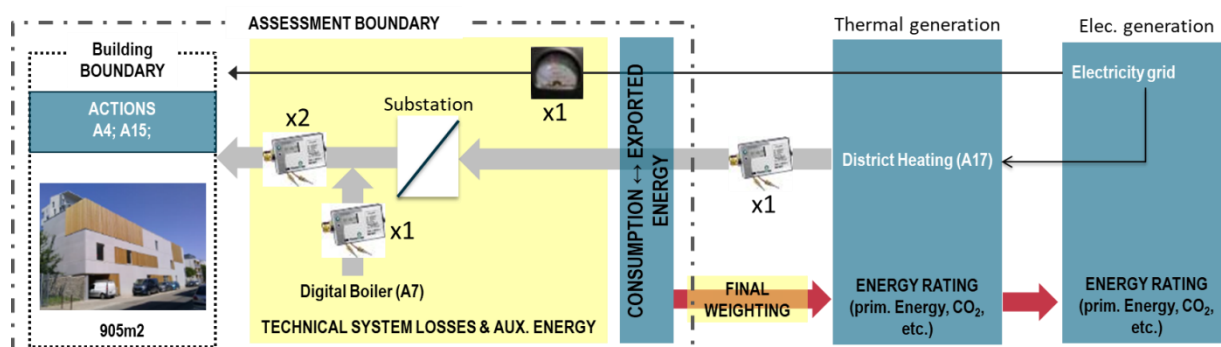 ASSESSMENT BOUNDARY
Thermal generation
Elec. generation
Building
BOUNDARY
ACTIONS
A4; A15;
905m2
x2
Substation
x1
x1
Digital Boiler (A7)
TECHNICAL SYSTEM LOSSES & AUX. ENERGY
CONSUMPTION ↔ EXPORTED
ENERGY
x1
FINAL
WEIGHTING
District Heating (A17)
ENERGY RATING
(prim. Energy, CO₂,
etc.)
Electricity grid
ENERGY RATING
(prim. Energy, CO₂,
etc.)